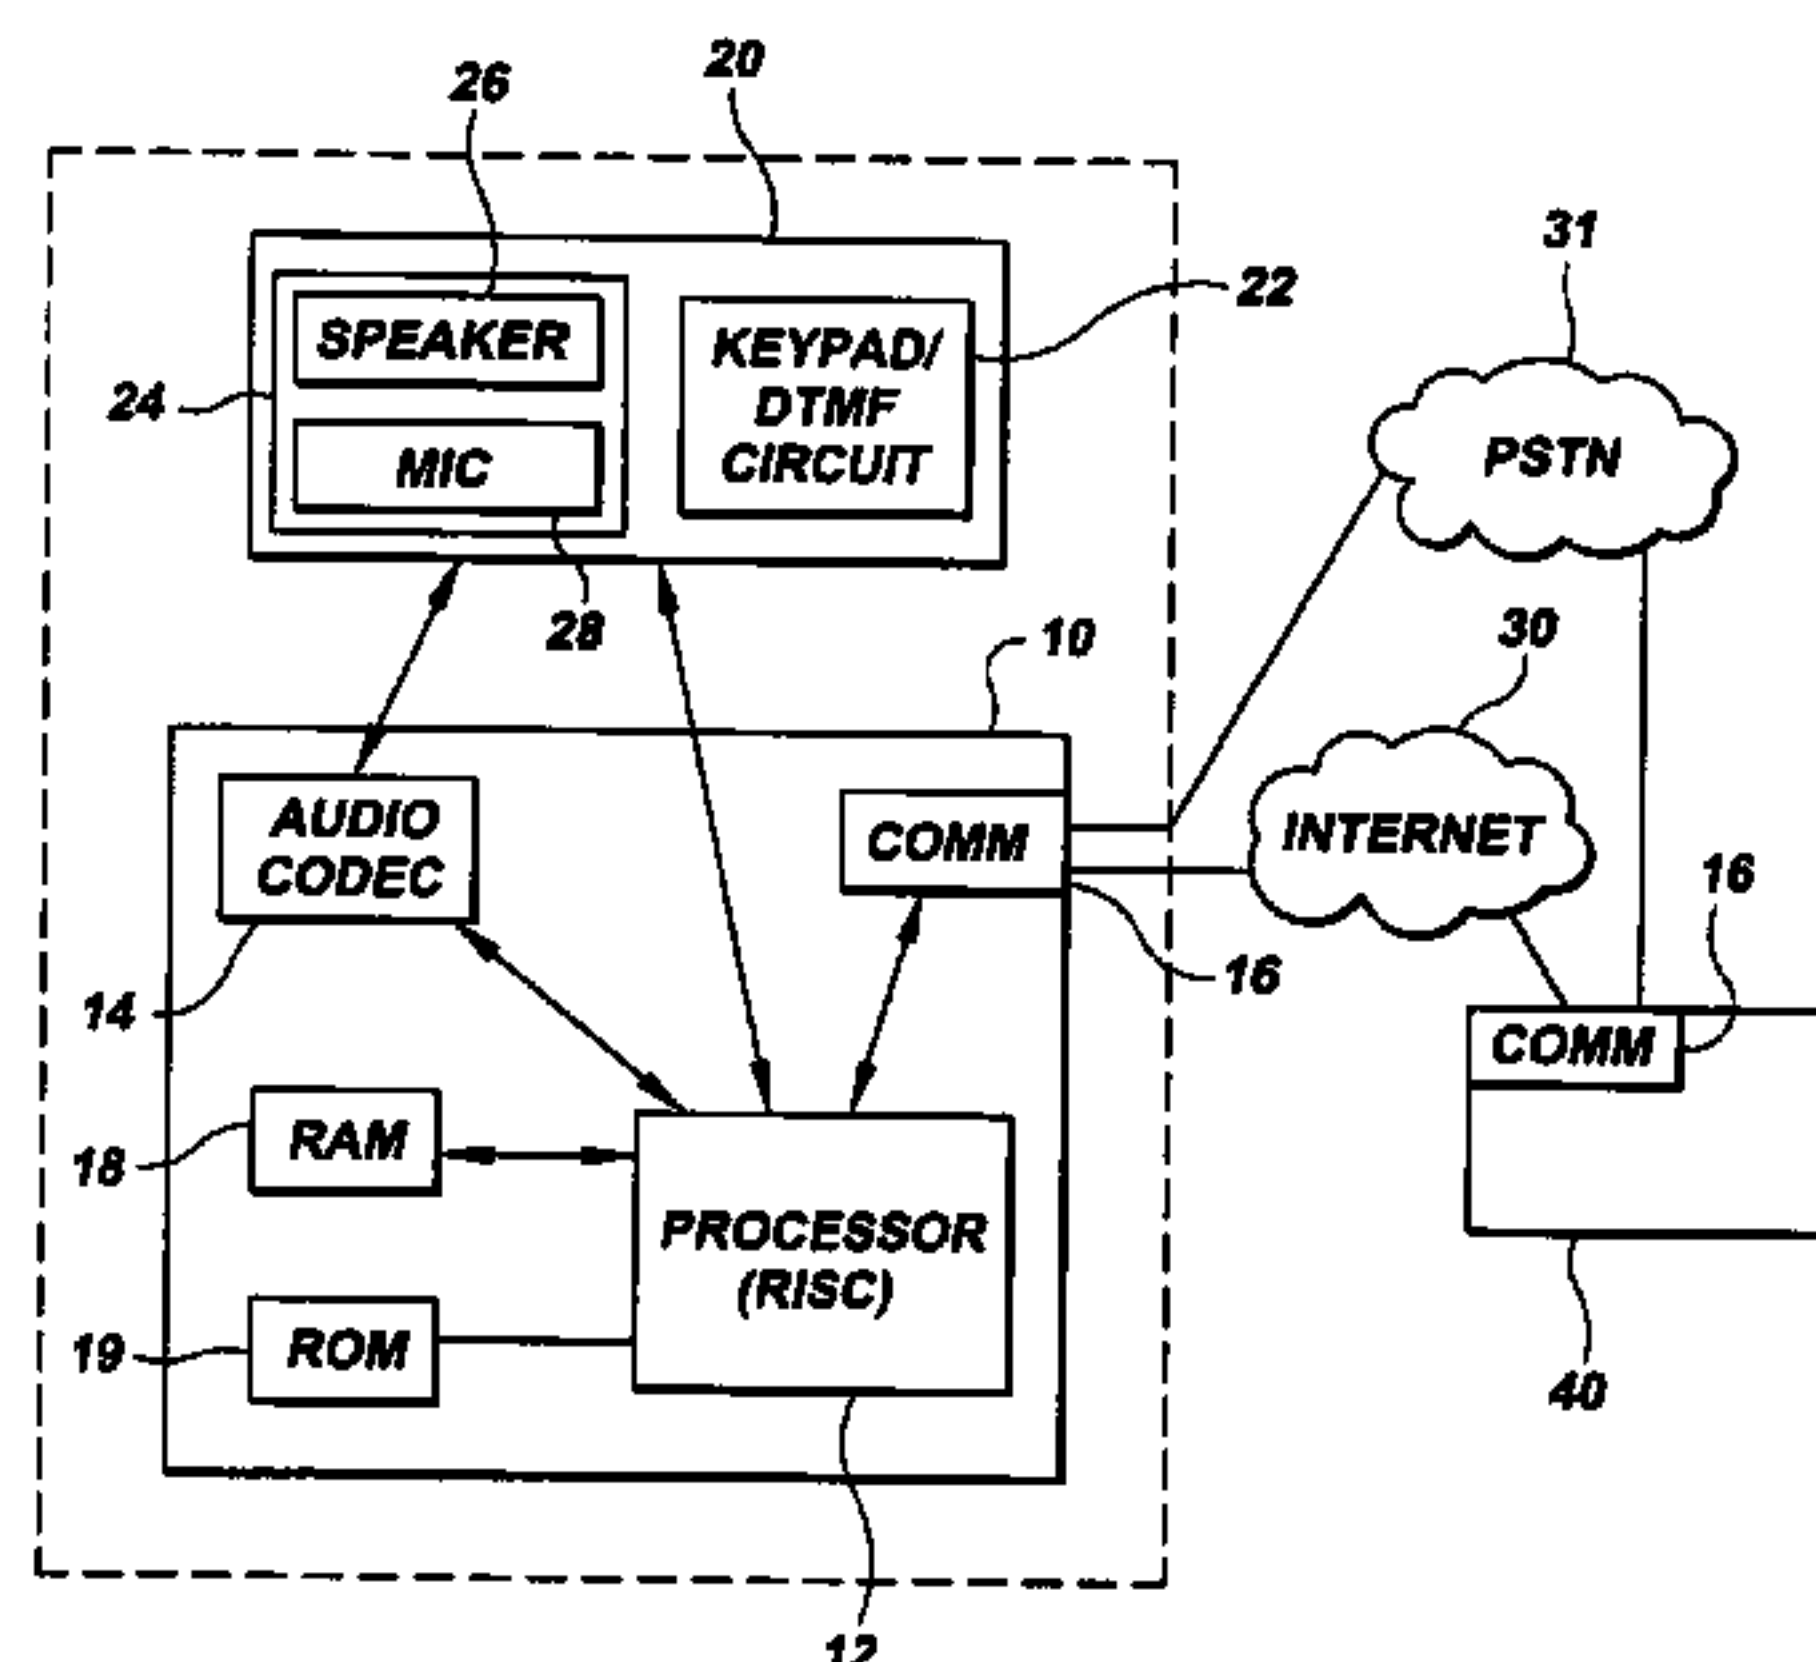 20
26
31
22
SPEAKER
KEYPAD/
DTMF
CIRCUIT
24
MIC
PSTN
28
10
30
AUDIO
CODEC
COMM
INTERNET
16
16
14
COMM
RAM
18
PROCESSOR
(RISC)
ROM
19
40
12